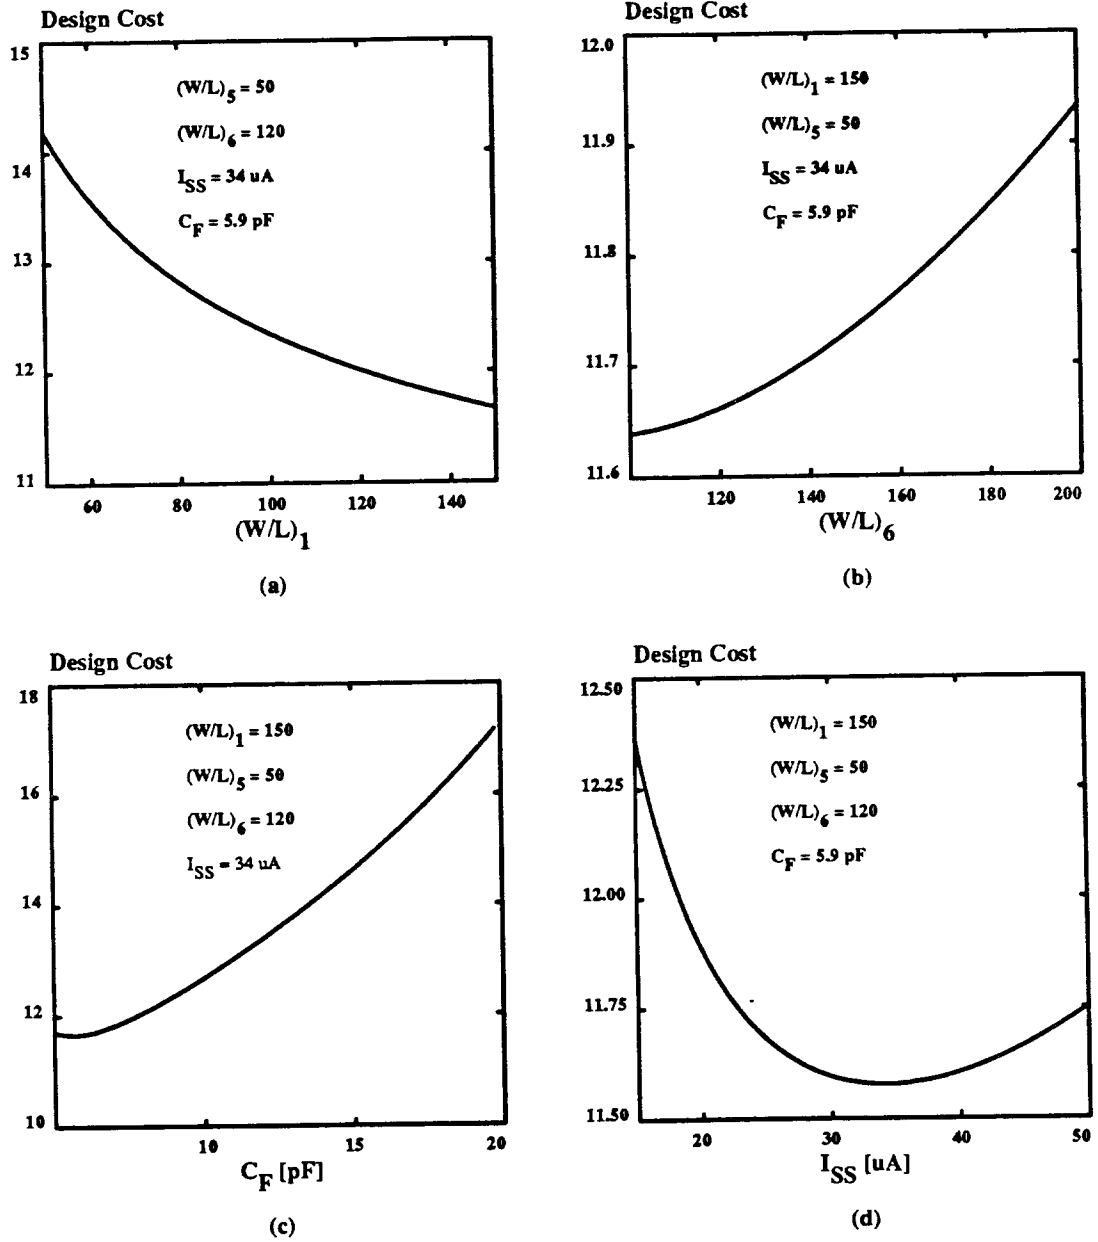 Design Cost
15
14
13
12
11
(W/L)5 = 50
(W/L)6 = 120
ISS = 34 uA
CF = 5.9 pF
60 80 100 120 140
(W/L)1
(a)
Design Cost
12.0
11.9
11.8
11.7
11.6
(W/L)1 = 150
(W/L)5 = 50
ISS = 34 uA
CF = 5.9 pF
120 140 160 180 200
(W/L)6
(b)
Design Cost
18
16
14
12
10
(W/L)1 = 150
(W/L)5 = 50
(W/L)6 = 120
ISS = 34 uA
10 15 20
CF [pF]
(c)
Design Cost
12.50
12.25
12.00
11.75
11.50
(W/L)1 = 150
(W/L)5 = 50
(W/L)6 = 120
CF = 5.9 pF
20 30 40 50
ISS [uA]
(d)